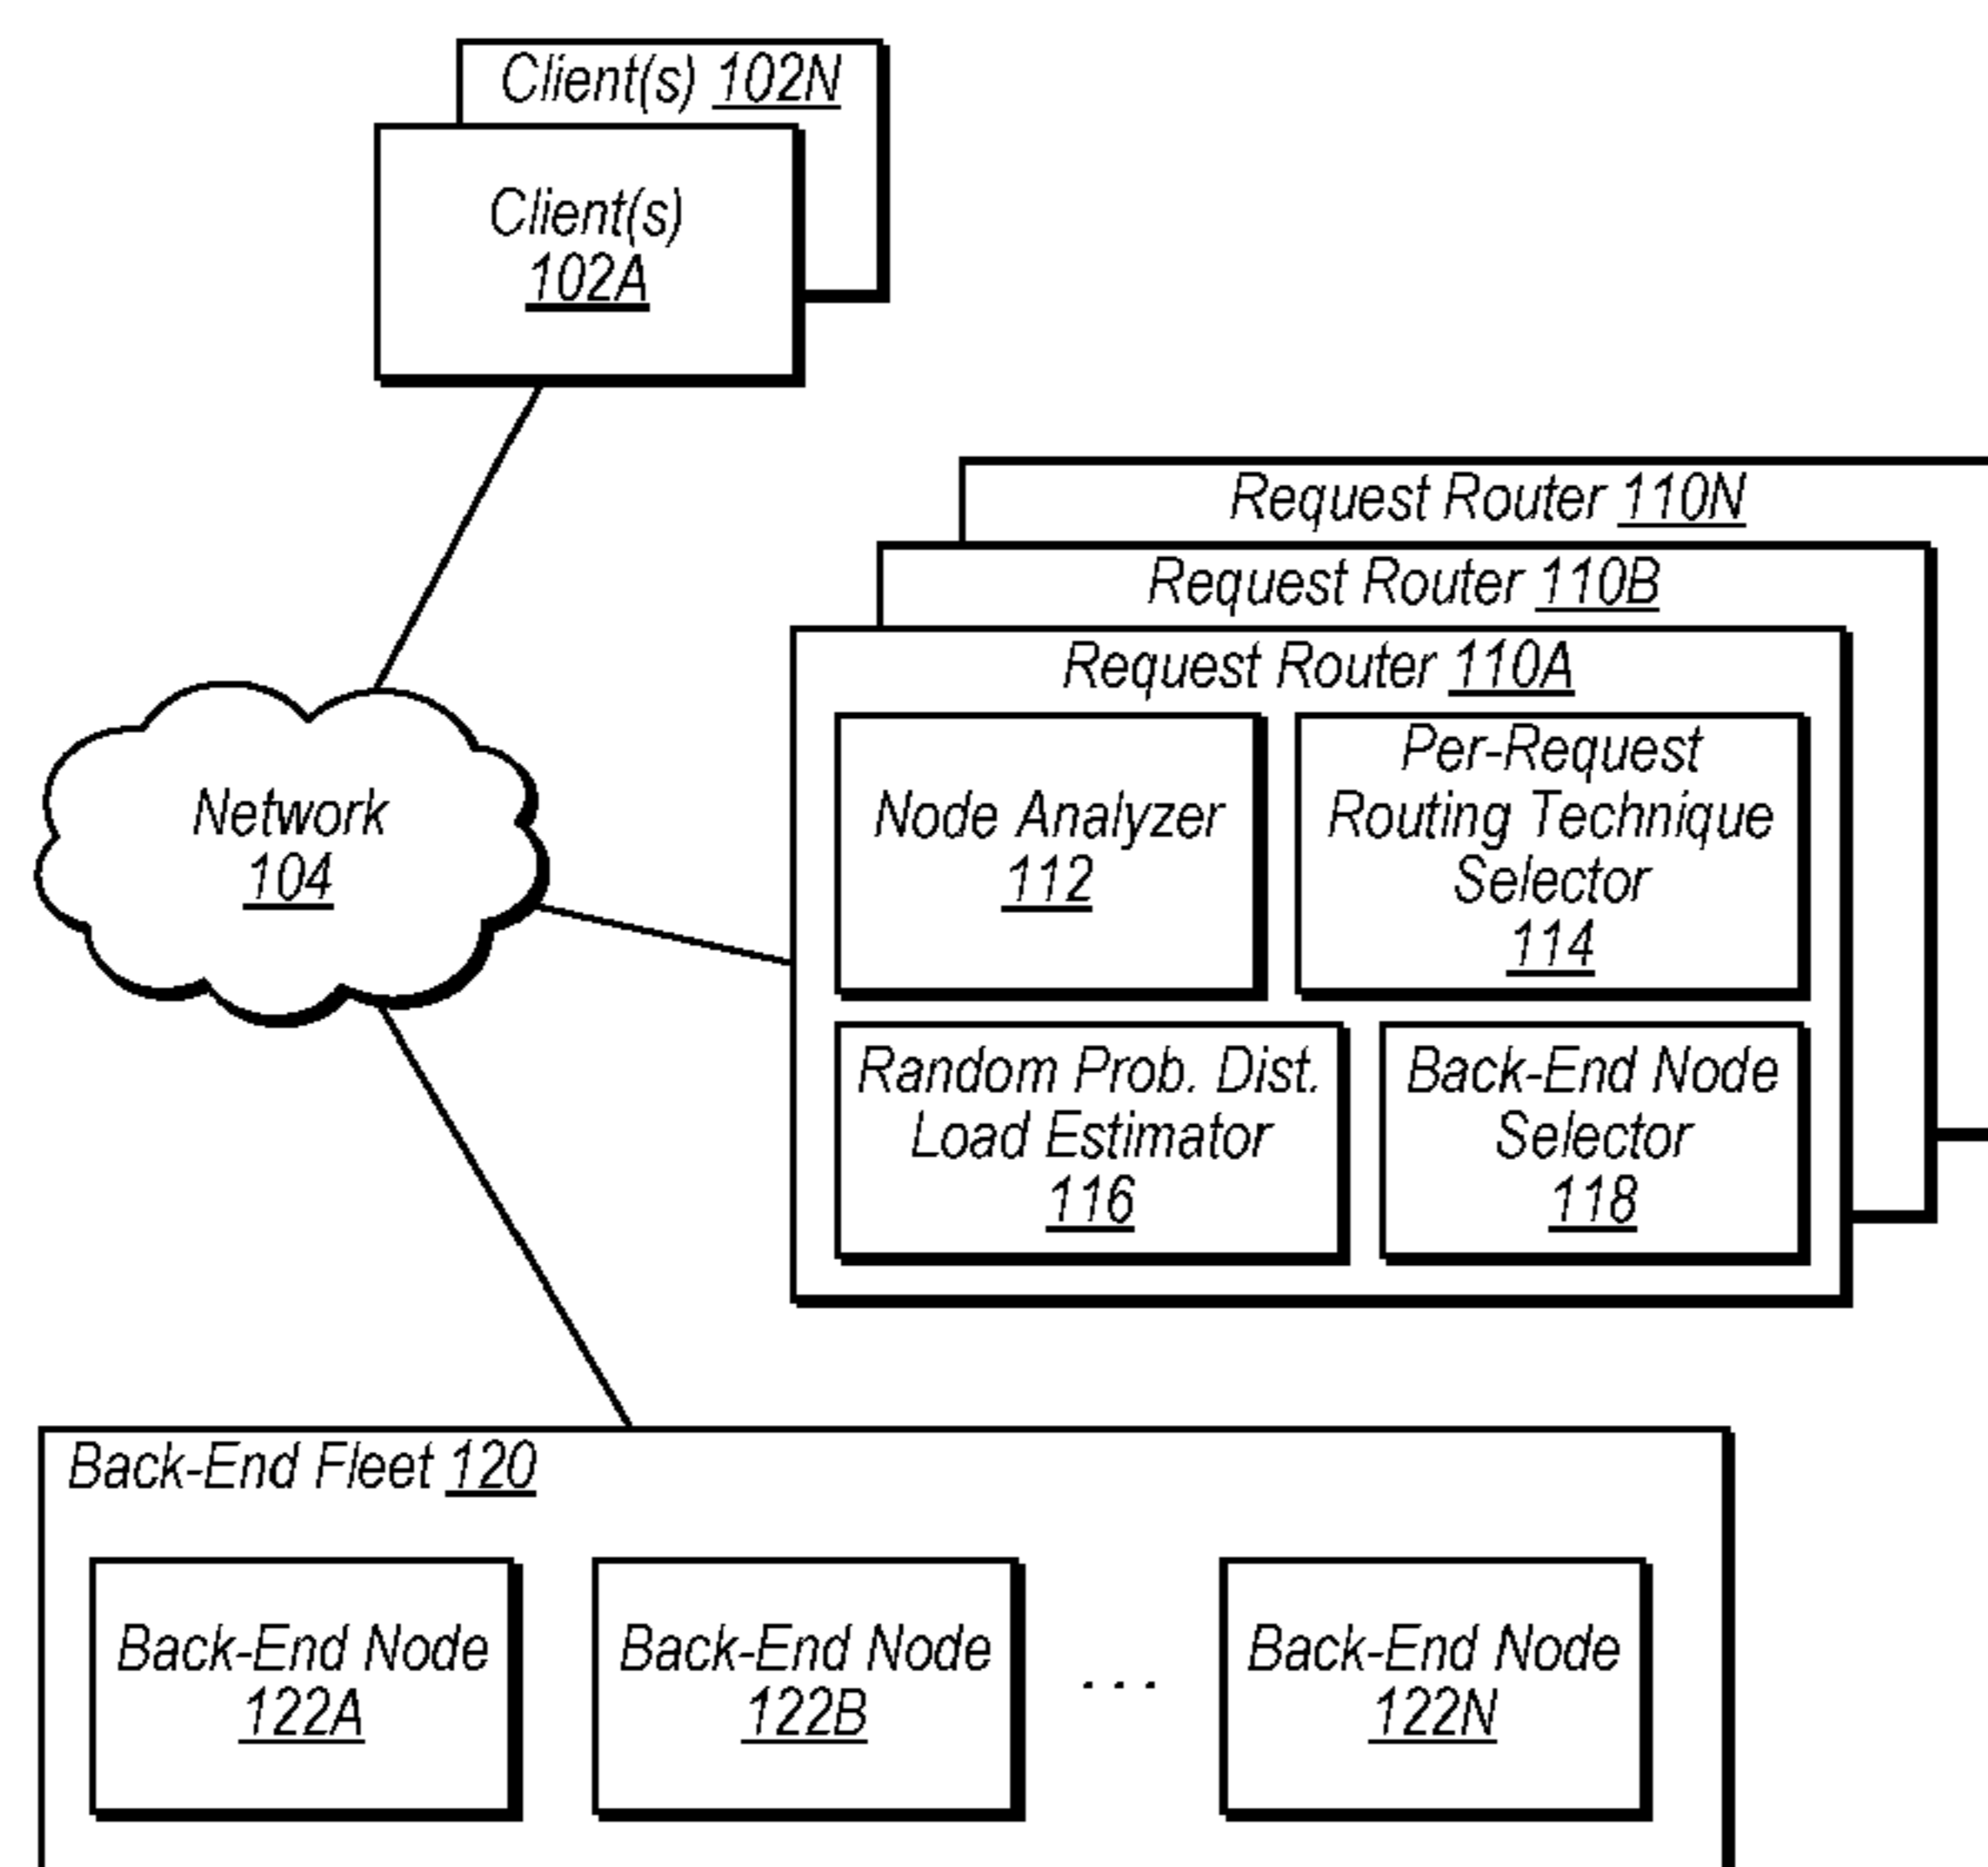 Client(s) 102N
Client(s)
102A
Request Router 110N
Request Router 110B
Request Router 110A
Node Analyzer
112
Per-Request
Routing Technique
Selector
114
Network
104
Random Prob. Dist.
Load Estimator
116
Back-End Node
Selector
118
Back-End Fleet 120
Back-End Node
122A
Back-End Node
122B
...
Back-End Node
122N